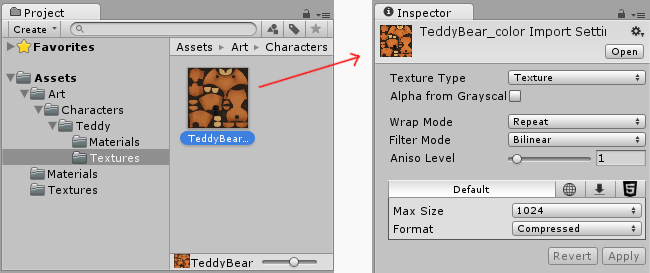 Project
Create
Favorites
Assets
Art
Characters
Teddy
Materials
Textures
Materials
Textures
Assets Art Characters
TeddyBear...
TeddyBear
Inspector
TeddyBear_color Import Settin
Open
Texture Type Texture
Alpha from Grayscal
Wrap Mode Repeat
Filter Mode Bilinear
Aniso Level 1
Default
Max Size 1024
Format Compressed
Revert Apply